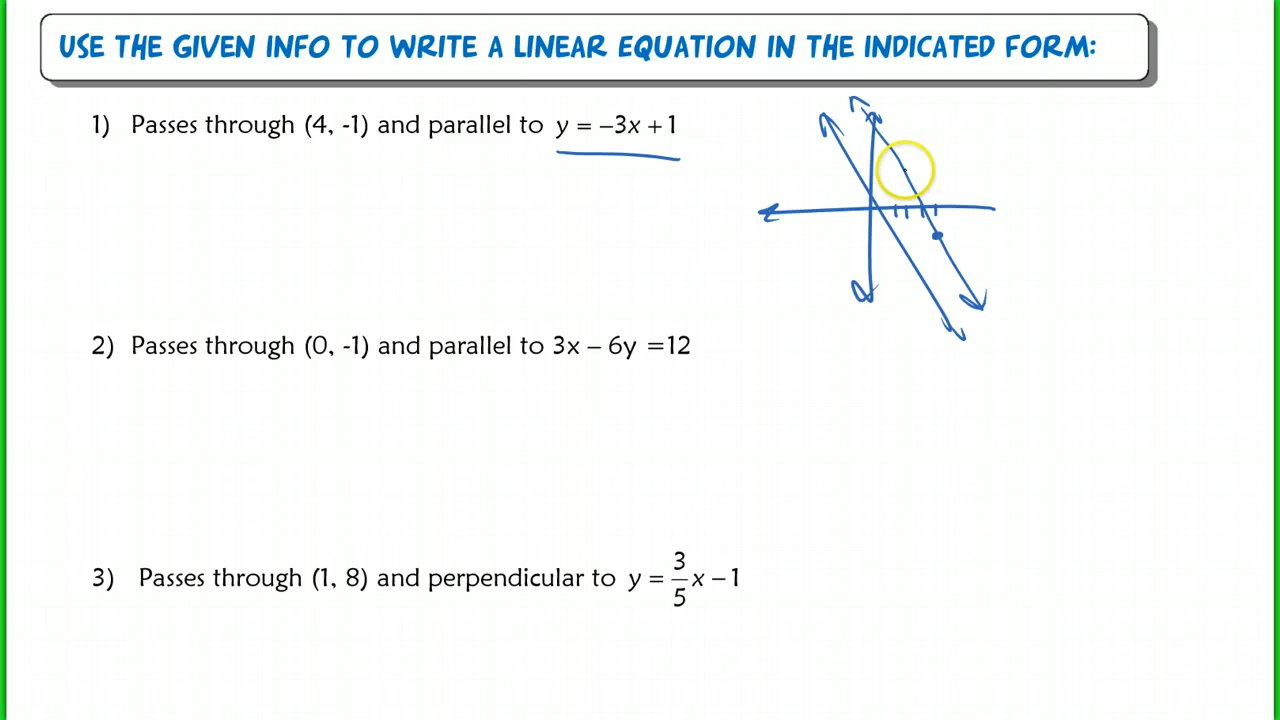 USE THE GIVEN INFO TO WRITE A LINEAR EQUATION IN THE INDICATED FORM:
1) Passes through (4, -1) and parallel to y = −3x + 1
2) Passes through (0, -1) and parallel to 3x – 6y =12
3) Passes through (1, 8) and perpendicular to y = 3/5 x − 1